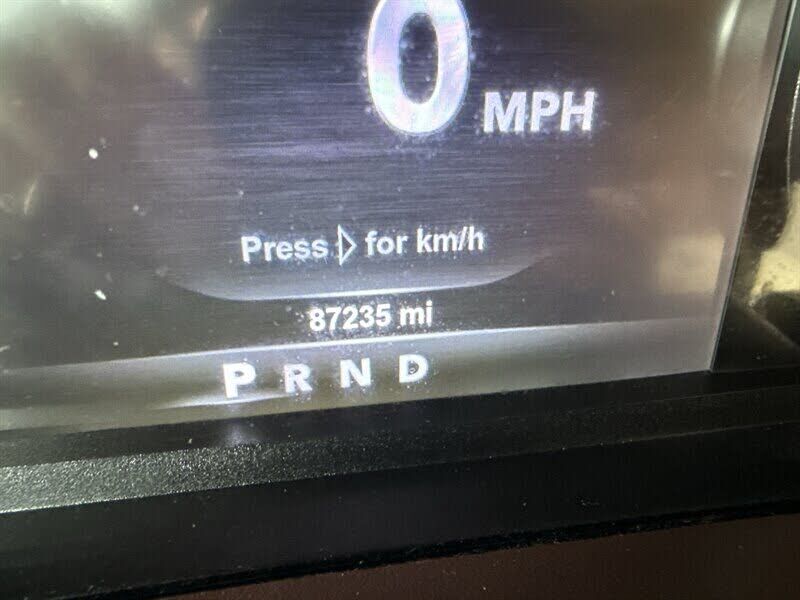 0 MPH
Press ▷ for km/h
87235 mi
P R N D